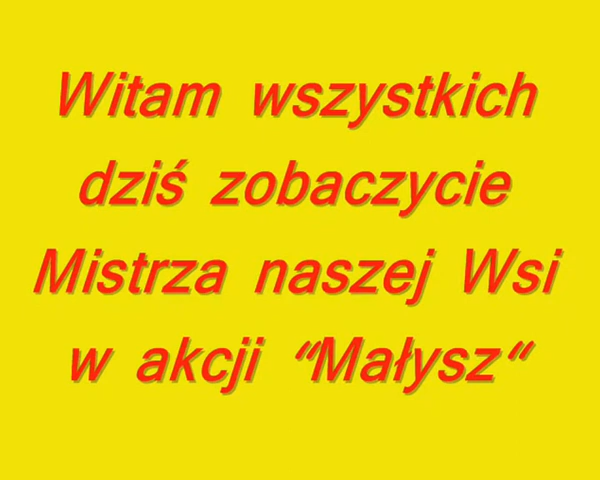 Witam wszystkich
dziś zobaczycie
Mistrza naszej Wsi
w akcji “Małysz“